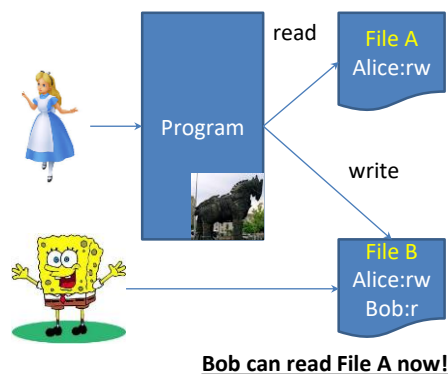 read
File A
Alice:rw
Program
write
File B
Alice:rw
Bob:r
Bob can read File A now!